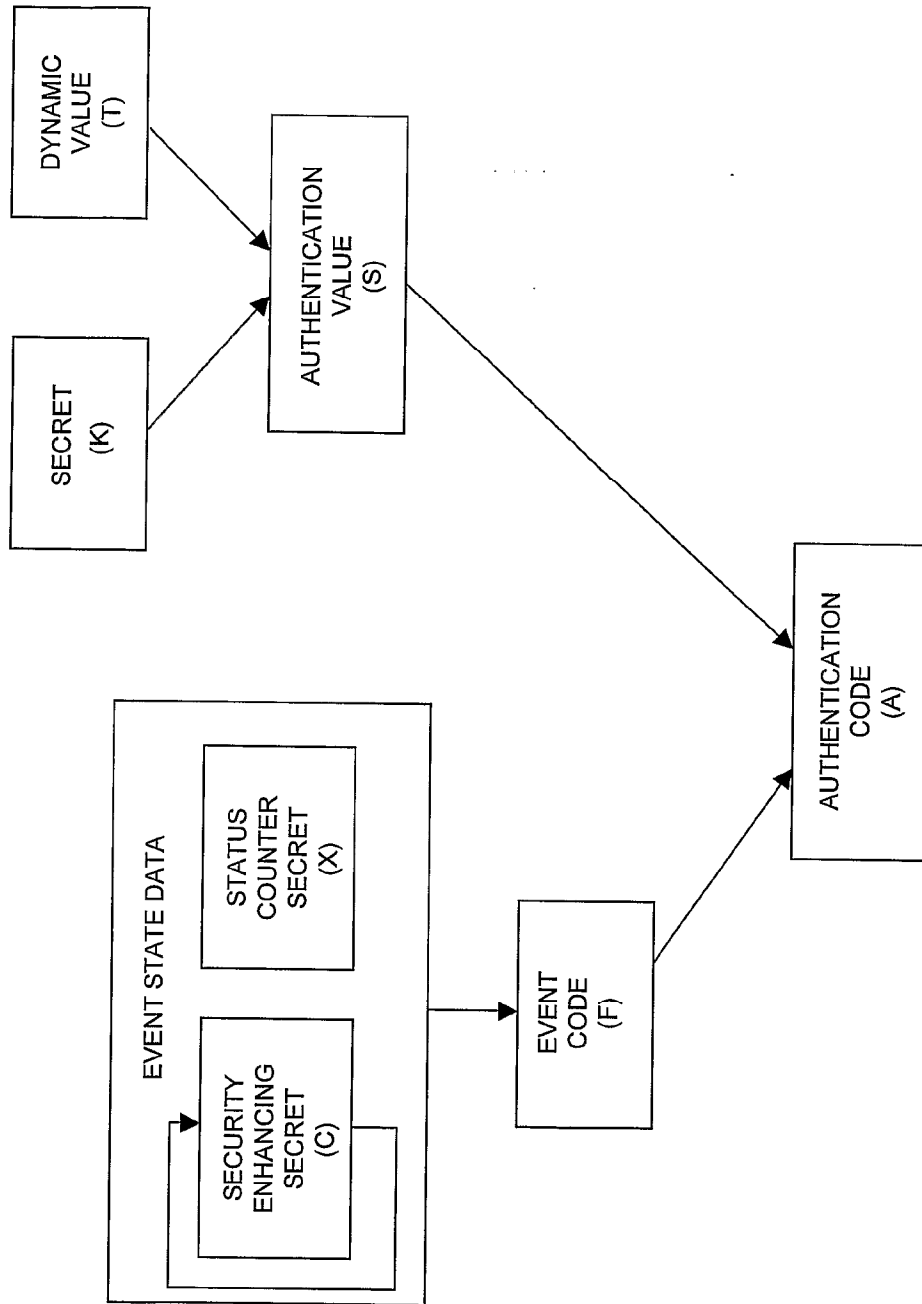 EVENT STATE DATA
SECURITY
ENHANCING
SECRET
(C)
STATUS
COUNTER
SECRET
(X)
SECRET
(K)
DYNAMIC
VALUE
(T)
AUTHENTICATION
VALUE
(S)
EVENT
CODE
(F)
AUTHENTICATION
CODE
(A)